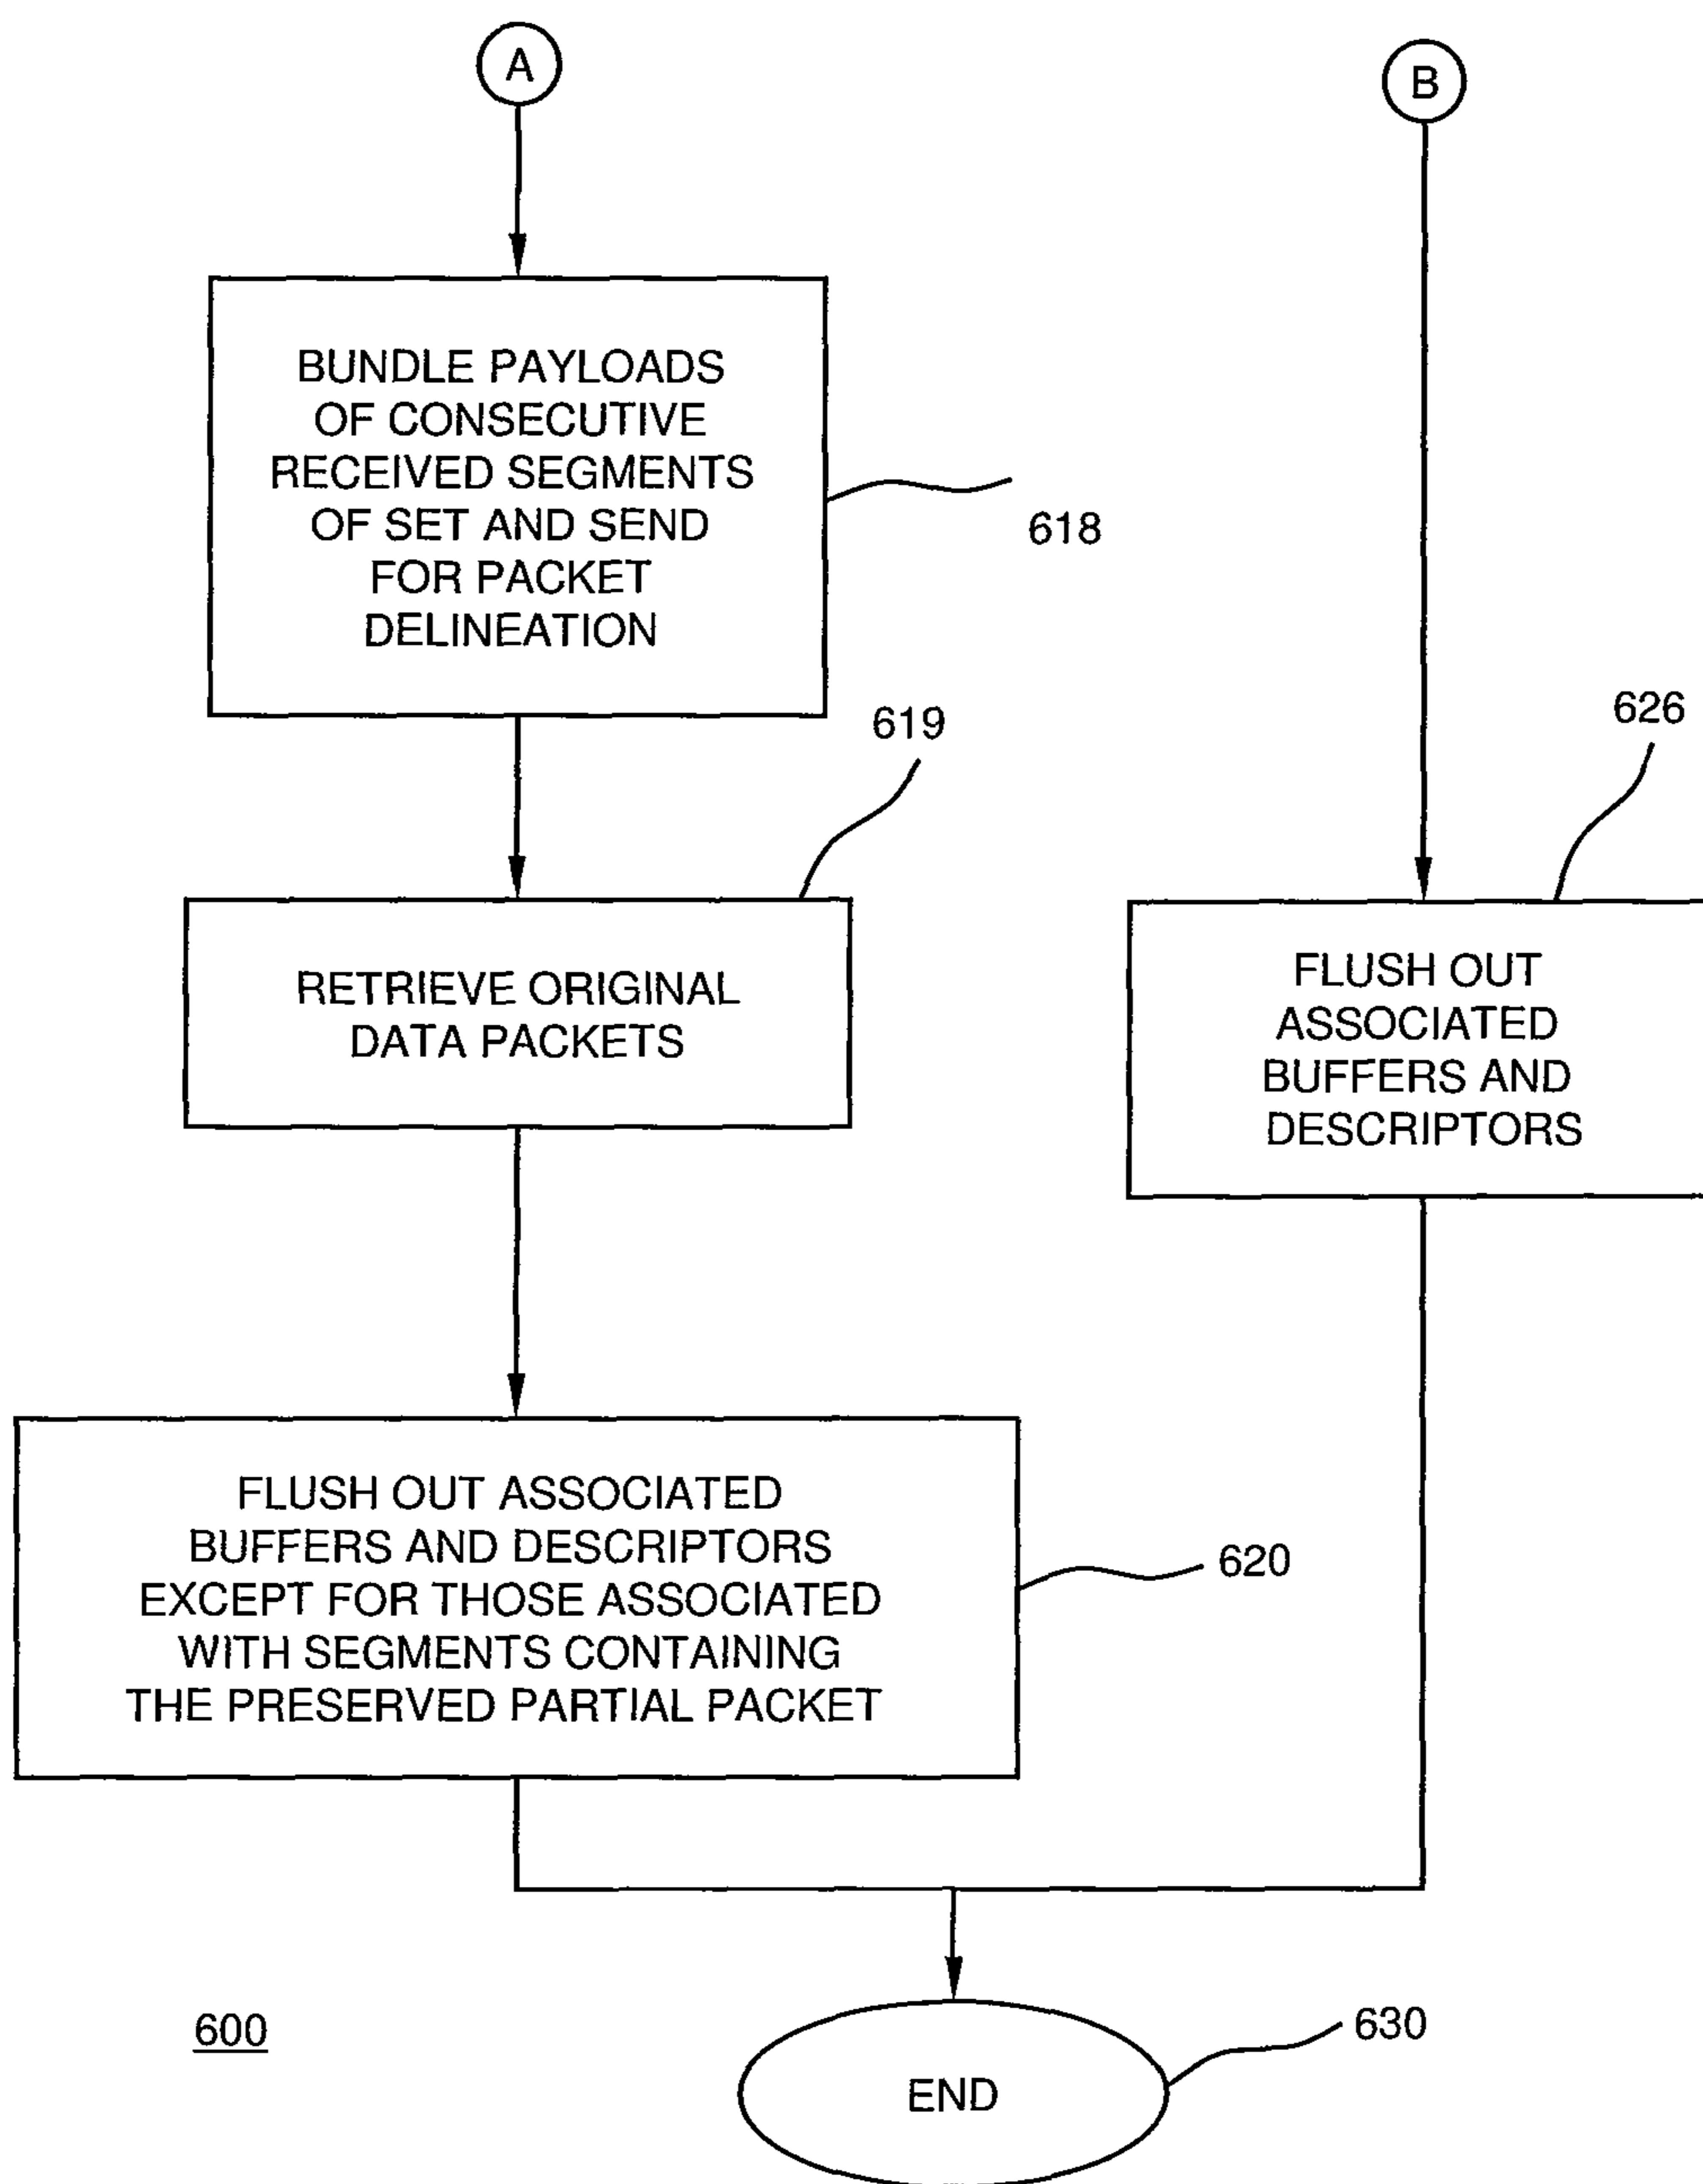 A
B
BUNDLE PAYLOADS
OF CONSECUTIVE
RECEIVED SEGMENTS
OF SET AND SEND
FOR PACKET
DELINEATION
618
619
626
RETRIEVE ORIGINAL
DATA PACKETS
FLUSH OUT
ASSOCIATED
BUFFERS AND
DESCRIPTORS
FLUSH OUT ASSOCIATED
BUFFERS AND DESCRIPTORS
EXCEPT FOR THOSE ASSOCIATED
WITH SEGMENTS CONTAINING
THE PRESERVED PARTIAL PACKET
620
600
630
END